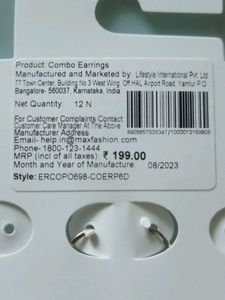 Product: Combo Earrings
Manufactured and Marketed by. Lifestyle International Pvt. Ltd
77 Town Center, Building No 3 West Wing Off HAL Airport Road, Yamlur P O
Bangalore- 560037, Karnataka, India
Net Quantity 12 N
For Customer Complaints Contact:
Customer Care Manager At The Above
Manufacturer Address
Email- help.in@maxfashion.com
Phone- 1800-123-1444
MRP (incl of all taxes). ₹ 199.00
Month and Year of Manufacture. 08/2023
Style: ERCOPO698-COERP6D